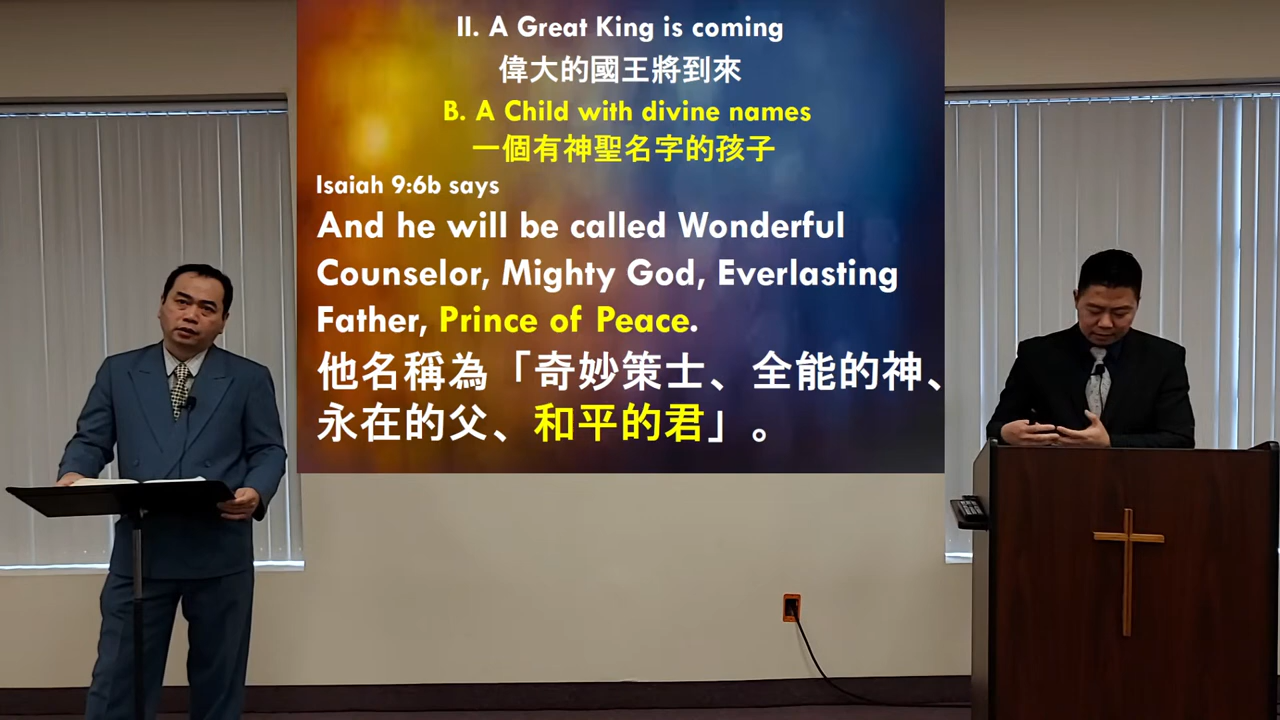 II. A Great King is coming
偉大的國王將到來
B. A Child with divine names
一個有神聖名字的孩子
Isaiah 9:6b says
And he will be called Wonderful
Counselor, Mighty God, Everlasting
Father, Prince of Peace.
他名稱為「奇妙策士、全能的神、
永在的父、和平的君」。